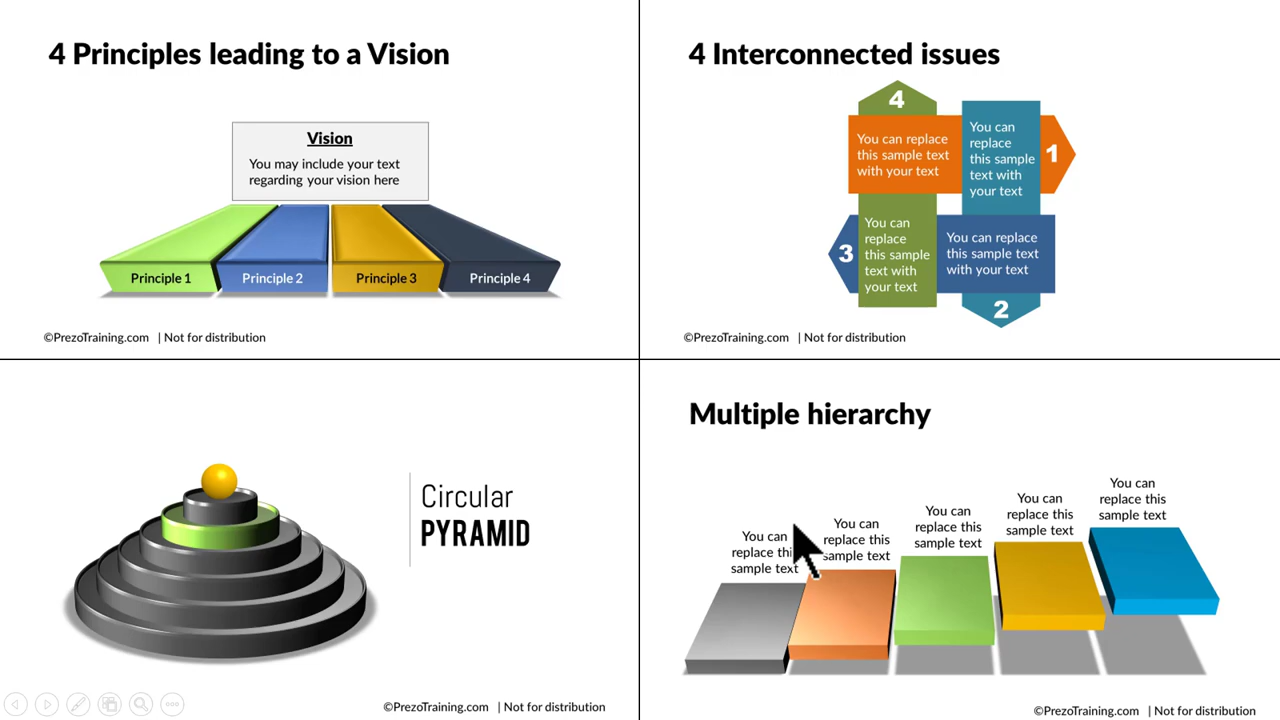 4 Principles leading to a Vision
Vision
You may include your text
regarding your vision here
Principle 1
Principle 2
Principle 3
Principle 4
©PrezoTraining.com | Not for distribution
4 Interconnected issues
4
You can replace
this sample text
with your text
You can
replace
this sample
text with
your text
1
3
You can
replace
this sample
text with
your text
You can replace
this sample text
with your text
2
©PrezoTraining.com | Not for distribution
Circular
PYRAMID
©PrezoTraining.com | Not for distribution
Multiple hierarchy
You can
replace this
sample text
You can
replace this
sample text
You can
replace this
sample text
You can
replace this
sample text
You can
replace this
sample text
©PrezoTraining.com | Not for distribution